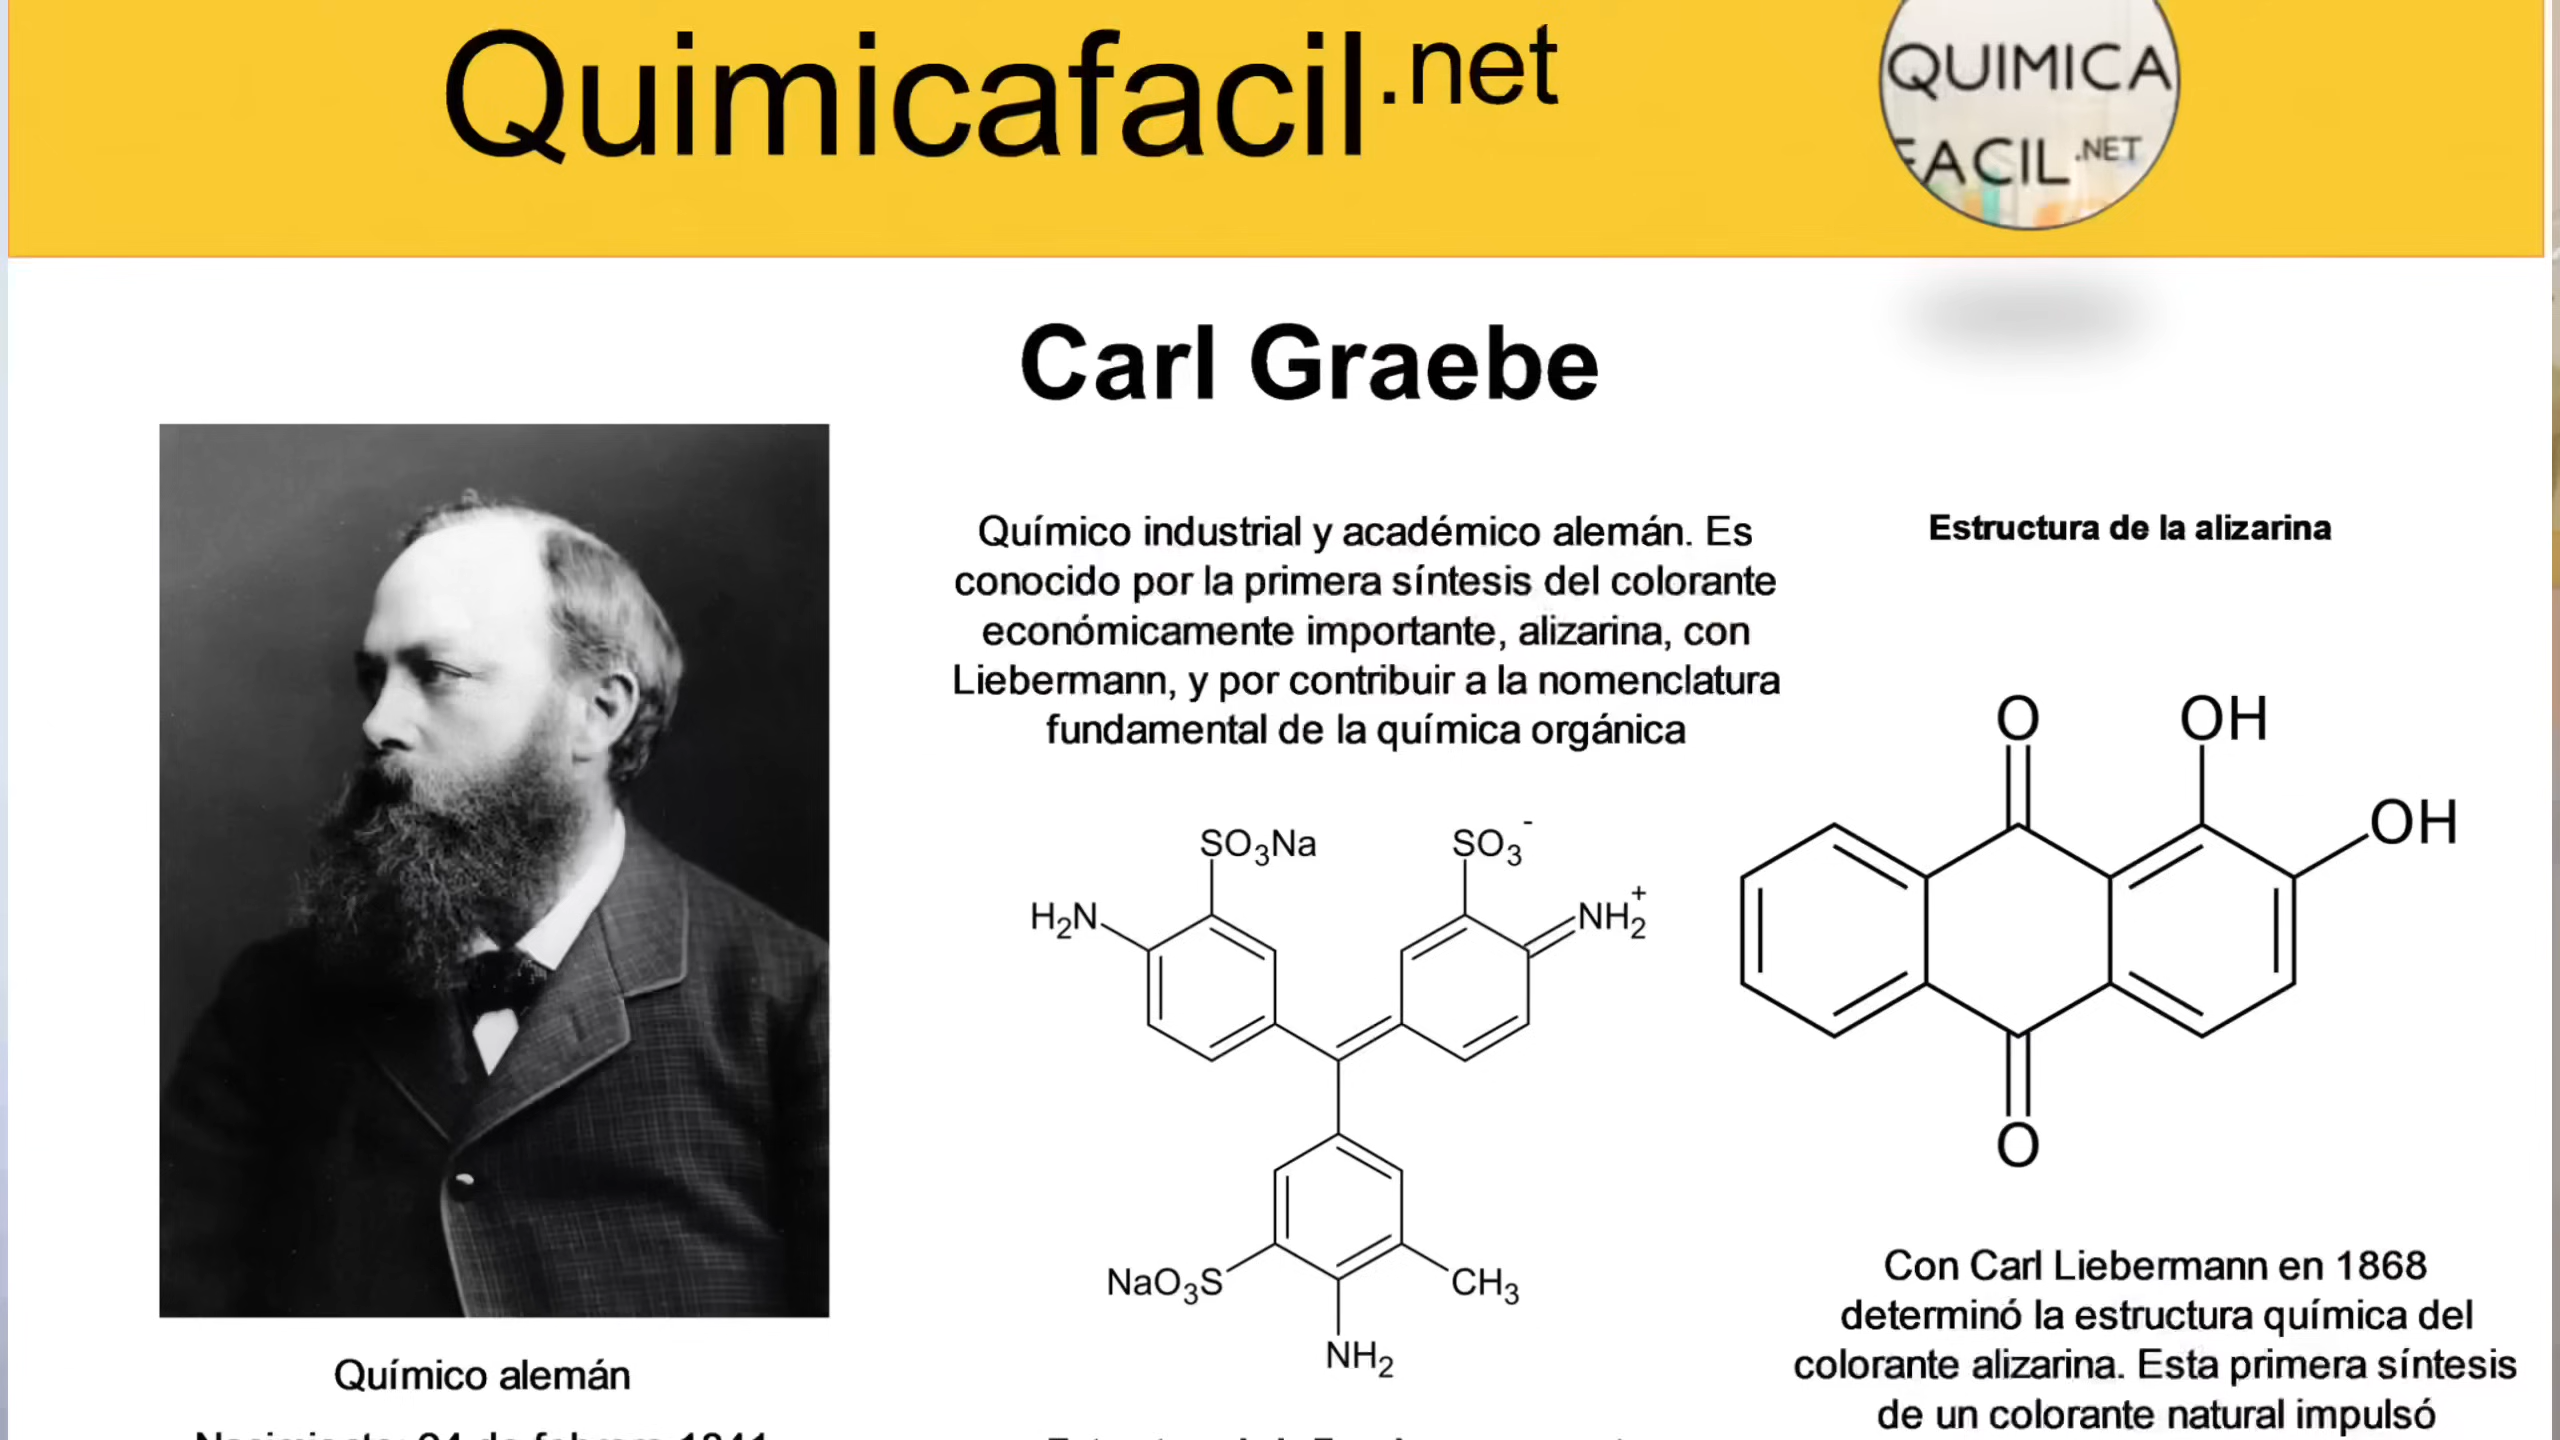 Quimicafacil.net
QUIMICA
FACIL .NET
Carl Graebe
Químico industrial y académico alemán. Es
conocido por la primera síntesis del colorante
económicamente importante, alizarina, con
Liebermann, y por contribuir a la nomenclatura
fundamental de la química orgánica
Estructura de la alizarina
SO₃Na
SO₃⁻
H₂N
NH₂⁺
NaO₃S
CH₃
NH₂
O
OH
OH
O
Químico alemán
Con Carl Liebermann en 1868
determinó la estructura química del
colorante alizarina. Esta primera síntesis
de un colorante natural impulsó